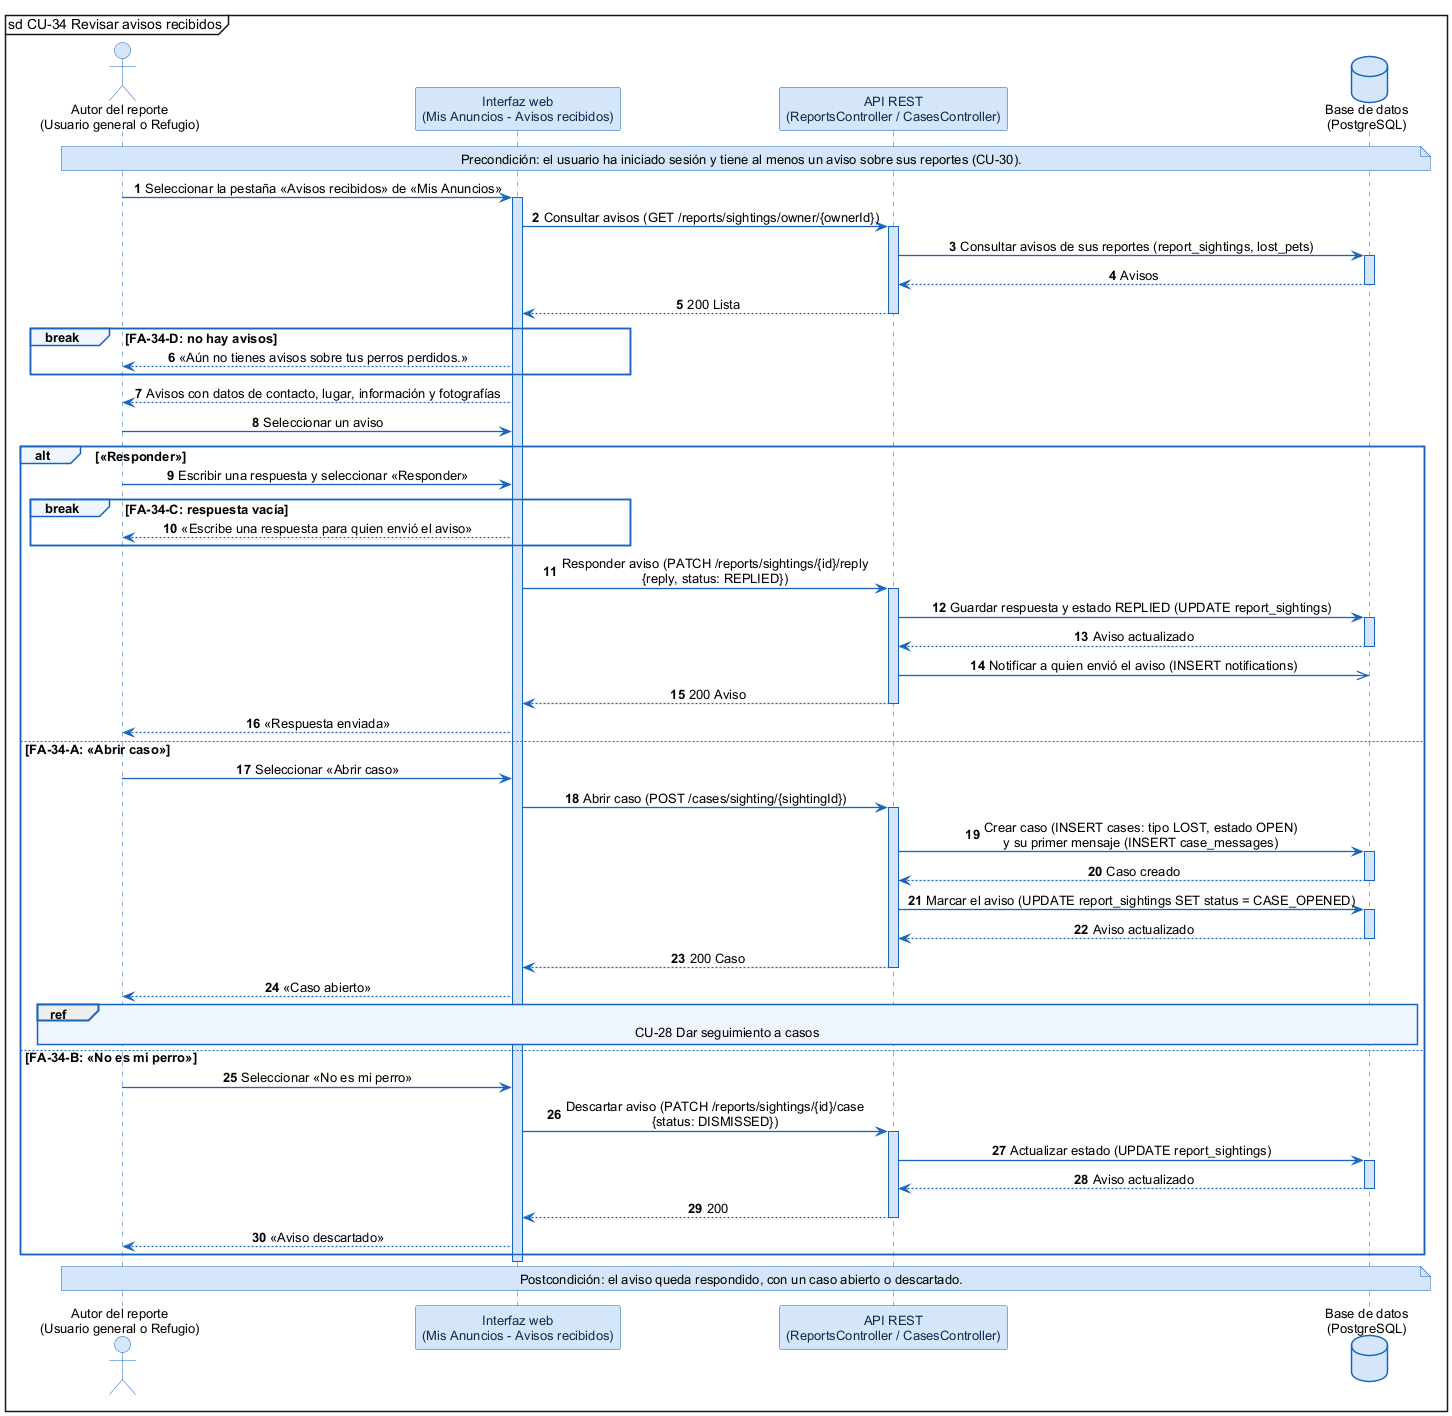 sd CU-34 Revisar avisos recibidos
Autor del reporte
(Usuario general o Refugio)
Interfaz web
(Mis Anuncios - Avisos recibidos)
API REST
(ReportsController / CasesController)
Base de datos
(PostgreSQL)
Precondición: el usuario ha iniciado sesión y tiene al menos un aviso sobre sus reportes (CU-30).
1 Seleccionar la pestaña «Avisos recibidos» de «Mis Anuncios»
2 Consultar avisos (GET /reports/sightings/owner/{ownerId})
3 Consultar avisos de sus reportes (report_sightings, lost_pets)
4 Avisos
5 200 Lista
break [FA-34-D: no hay avisos]
6 «Aún no tienes avisos sobre tus perros perdidos.»
7 Avisos con datos de contacto, lugar, información y fotografías
8 Seleccionar un aviso
alt [«Responder»]
9 Escribir una respuesta y seleccionar «Responder»
break [FA-34-C: respuesta vacía]
10 «Escribe una respuesta para quien envió el aviso»
11 Responder aviso (PATCH /reports/sightings/{id}/reply
{reply, status: REPLIED})
12 Guardar respuesta y estado REPLIED (UPDATE report_sightings)
13 Aviso actualizado
14 Notificar a quien envió el aviso (INSERT notifications)
15 200 Aviso
16 «Respuesta enviada»
[FA-34-A: «Abrir caso»]
17 Seleccionar «Abrir caso»
18 Abrir caso (POST /cases/sighting/{sightingId})
19 Crear caso (INSERT cases: tipo LOST, estado OPEN)
y su primer mensaje (INSERT case_messages)
20 Caso creado
21 Marcar el aviso (UPDATE report_sightings SET status = CASE_OPENED)
22 Aviso actualizado
23 200 Caso
24 «Caso abierto»
ref
CU-28 Dar seguimiento a casos
[FA-34-B: «No es mi perro»]
25 Seleccionar «No es mi perro»
26 Descartar aviso (PATCH /reports/sightings/{id}/case
{status: DISMISSED})
27 Actualizar estado (UPDATE report_sightings)
28 Aviso actualizado
29 200
30 «Aviso descartado»
Postcondición: el aviso queda respondido, con un caso abierto o descartado.
Autor del reporte
(Usuario general o Refugio)
Interfaz web
(Mis Anuncios - Avisos recibidos)
API REST
(ReportsController / CasesController)
Base de datos
(PostgreSQL)